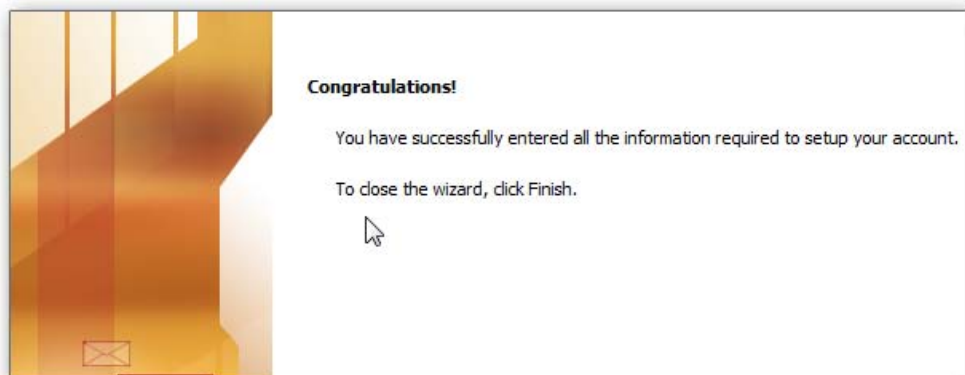 Congratulations!
You have successfully entered all the information required to setup your account.
To close the wizard, click Finish.